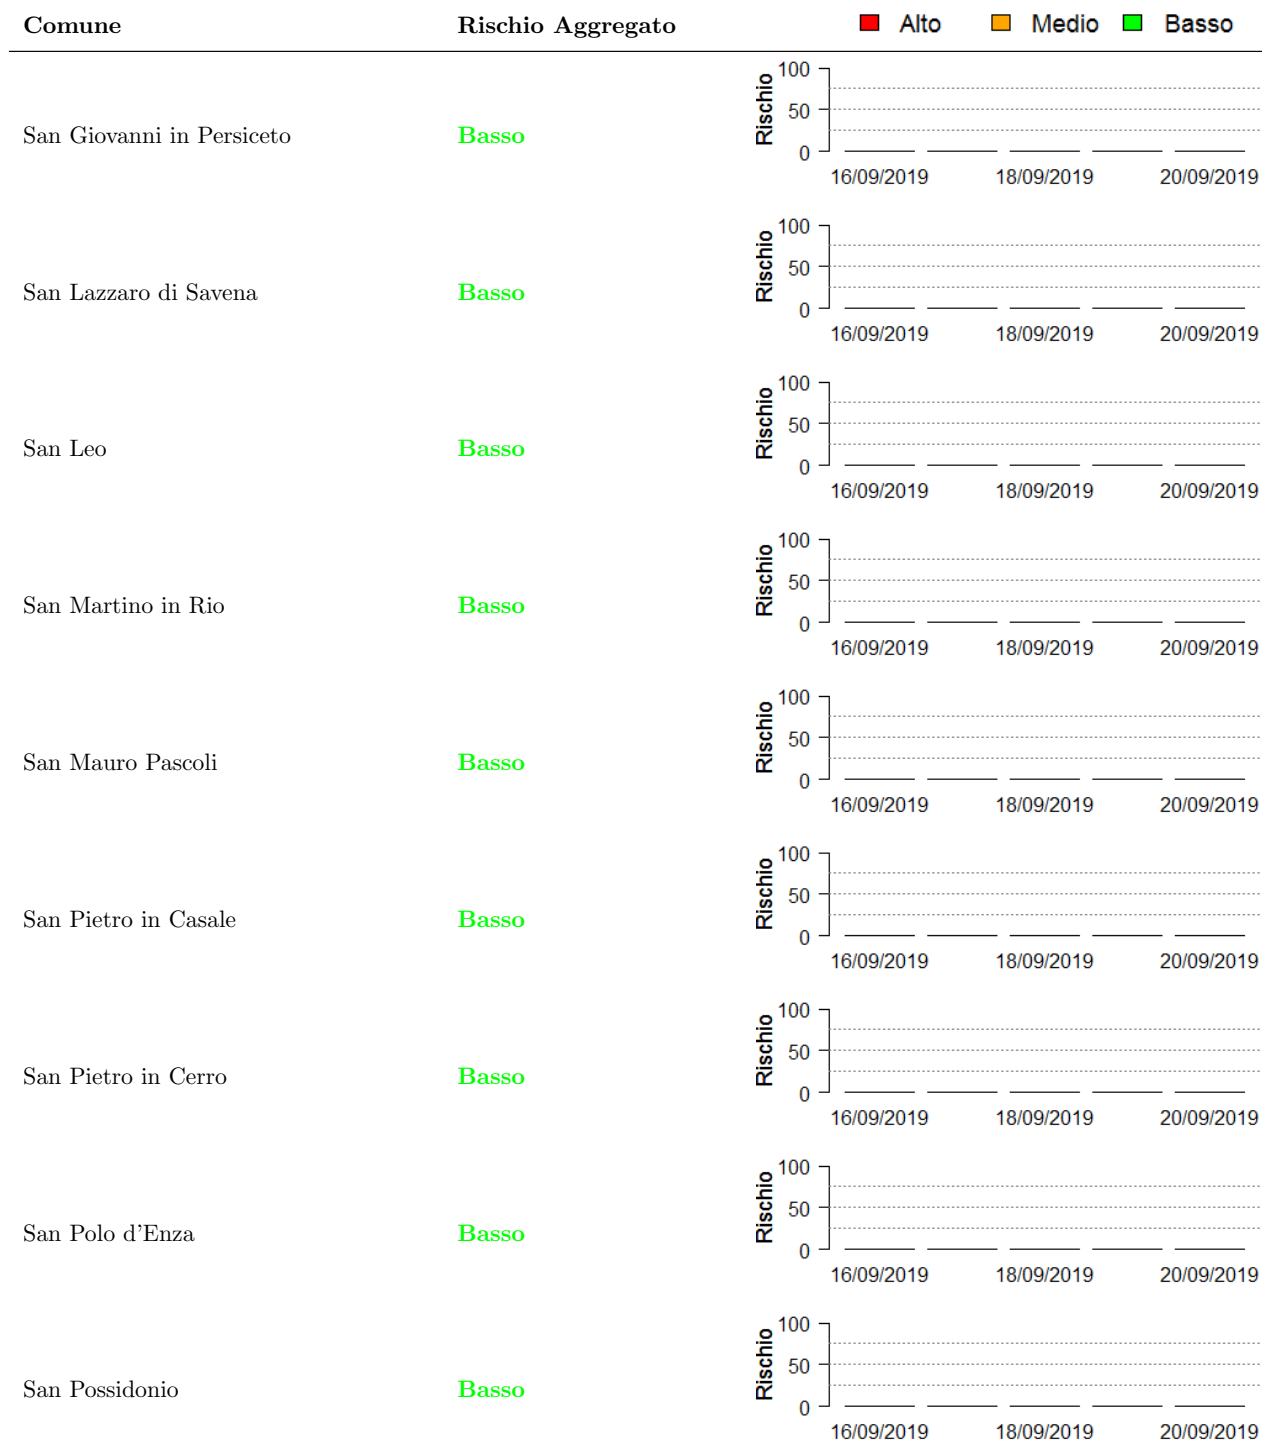 Comune Rischio Aggregato Alto Medio Basso
100
50
0
Rischio
San Giovanni in Persiceto Basso
16/09/2019 18/09/2019 20/09/2019
100
50
0
Rischio
San Lazzaro di Savena Basso
16/09/2019 18/09/2019 20/09/2019
100
50
0
Rischio
San Leo Basso
16/09/2019 18/09/2019 20/09/2019
100
50
0
Rischio
San Martino in Rio Basso
16/09/2019 18/09/2019 20/09/2019
100
50
0
Rischio
San Mauro Pascoli Basso
16/09/2019 18/09/2019 20/09/2019
100
50
0
Rischio
San Pietro in Casale Basso
16/09/2019 18/09/2019 20/09/2019
100
50
0
Rischio
San Pietro in Cerro Basso
16/09/2019 18/09/2019 20/09/2019
100
50
0
Rischio
San Polo d'Enza Basso
16/09/2019 18/09/2019 20/09/2019
100
50
0
Rischio
San Possidonio Basso
16/09/2019 18/09/2019 20/09/2019